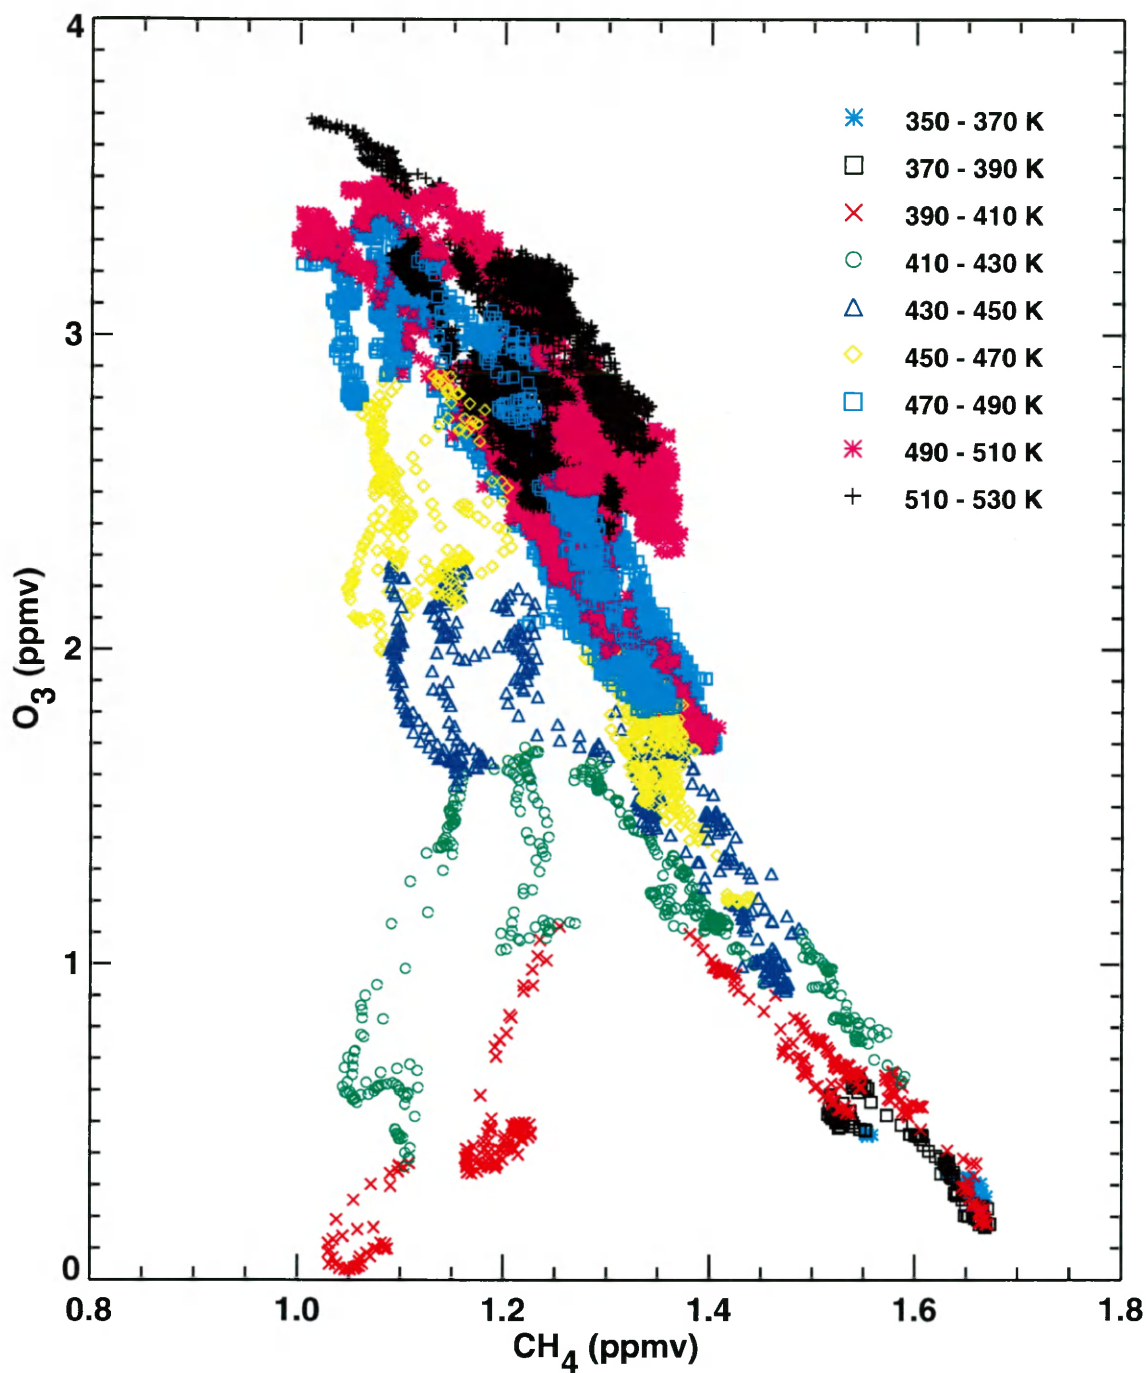 4
3
2
1
0
0.8 1.0 1.2 1.4 1.6 1.8
O3 (ppmv)
CH4 (ppmv)
350 - 370 K
370 - 390 K
390 - 410 K
410 - 430 K
430 - 450 K
450 - 470 K
470 - 490 K
490 - 510 K
510 - 530 K